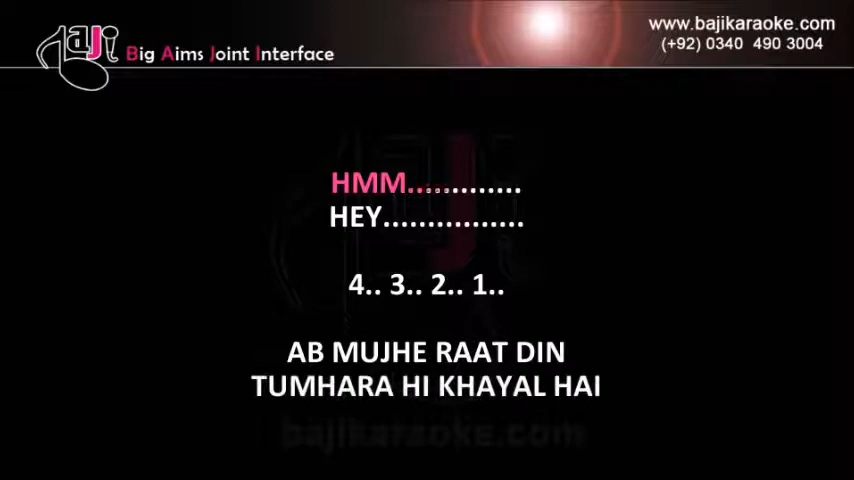 www.bajikaraoke.com
(+92) 0340 490 3004
Baji
Big Aims Joint Interface
HMM.............
HEY................
4.. 3.. 2.. 1..
AB MUJHE RAAT DIN
TUMHARA HI KHAYAL HAI
bajikaraoke.com